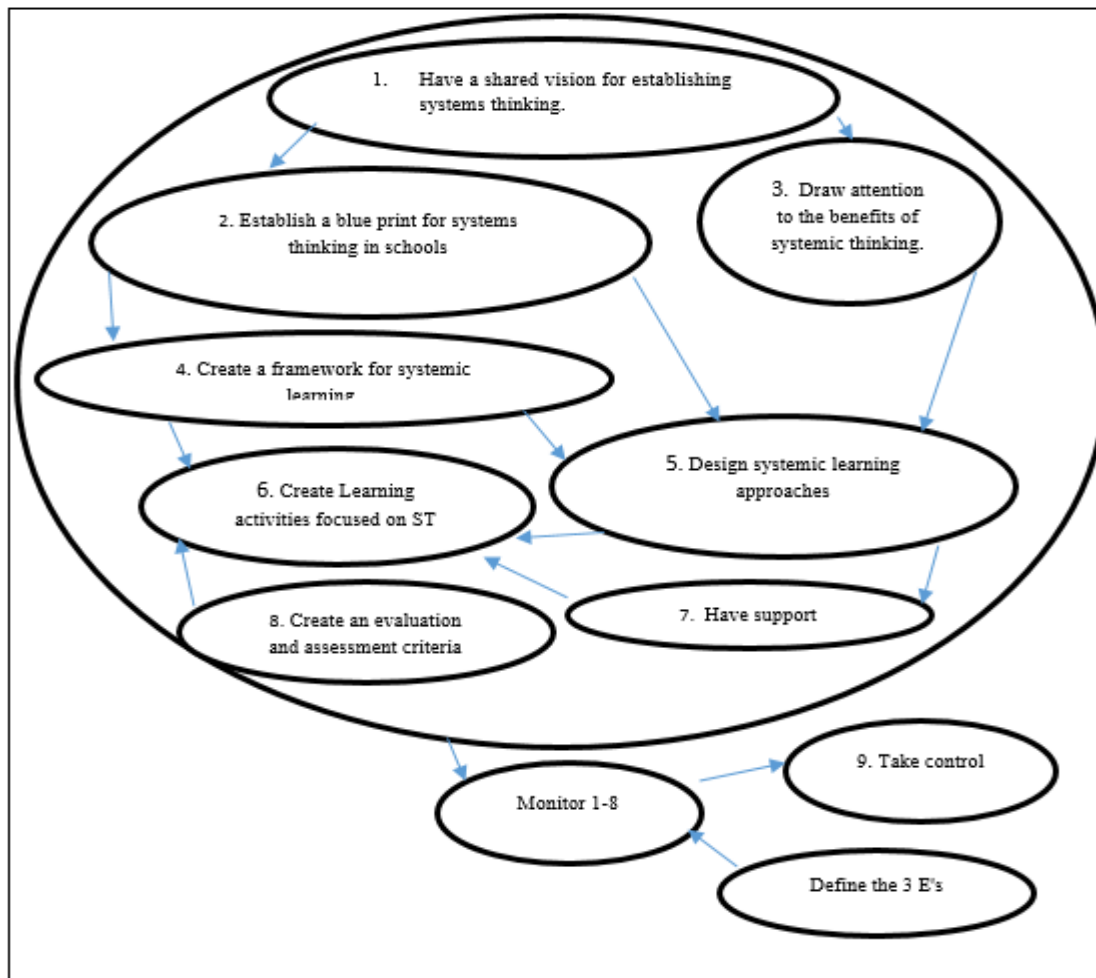 1. Have a shared vision for establishing
systems thinking.
2. Establish a blue print for systems
thinking in schools
3. Draw attention
to the benefits of
systemic thinking.
4. Create a framework for systemic
learning
5. Design systemic learning
approaches
6. Create Learning
activities focused on ST
7. Have support
8. Create an evaluation
and assessment criteria
9. Take control
Monitor 1-8
Define the 3 E's